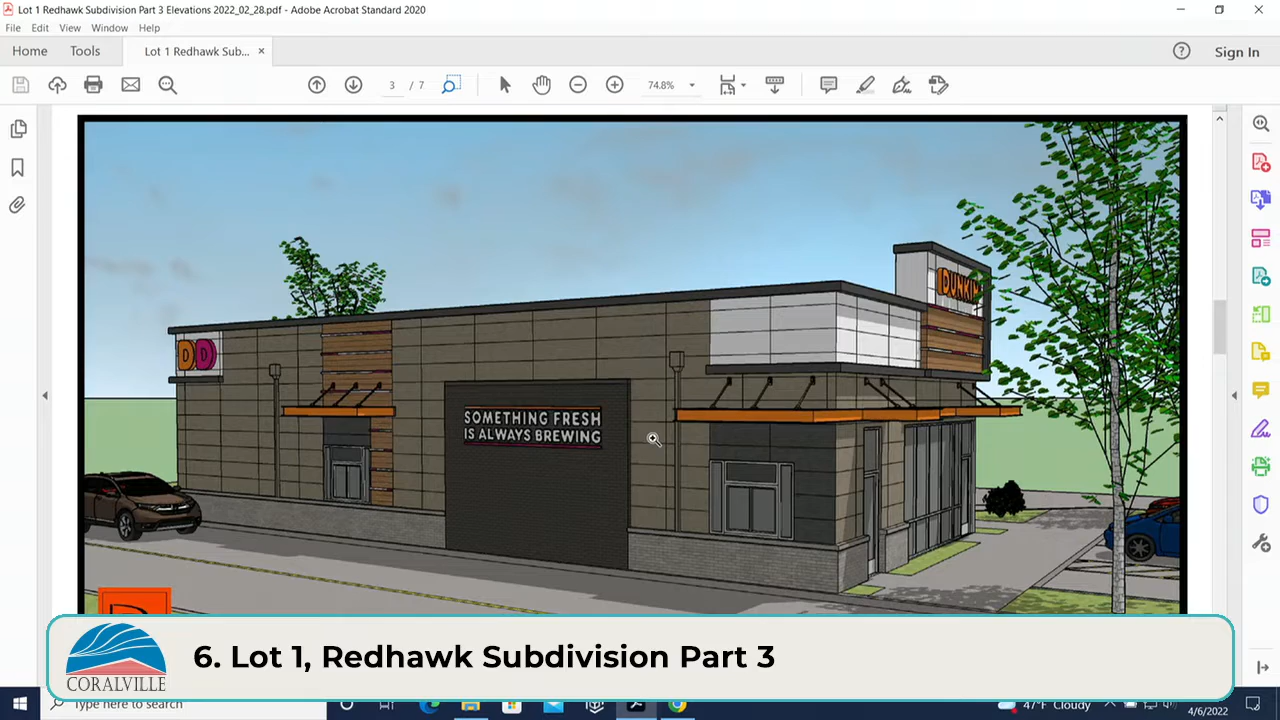 Lot 1 Redhawk Subdivision Part 3 Elevations 2022_02_28.pdf - Adobe Acrobat Standard 2020
File Edit View Window Help
Home Tools Lot 1 Redhawk Sub... × ? Sign In
3 / 7 74.8%
DUNKIN
DD
SOMETHING FRESH
IS ALWAYS BREWING
6. Lot 1, Redhawk Subdivision Part 3
CORALVILLE
Type here to search
47°F Cloudy
4/6/2022